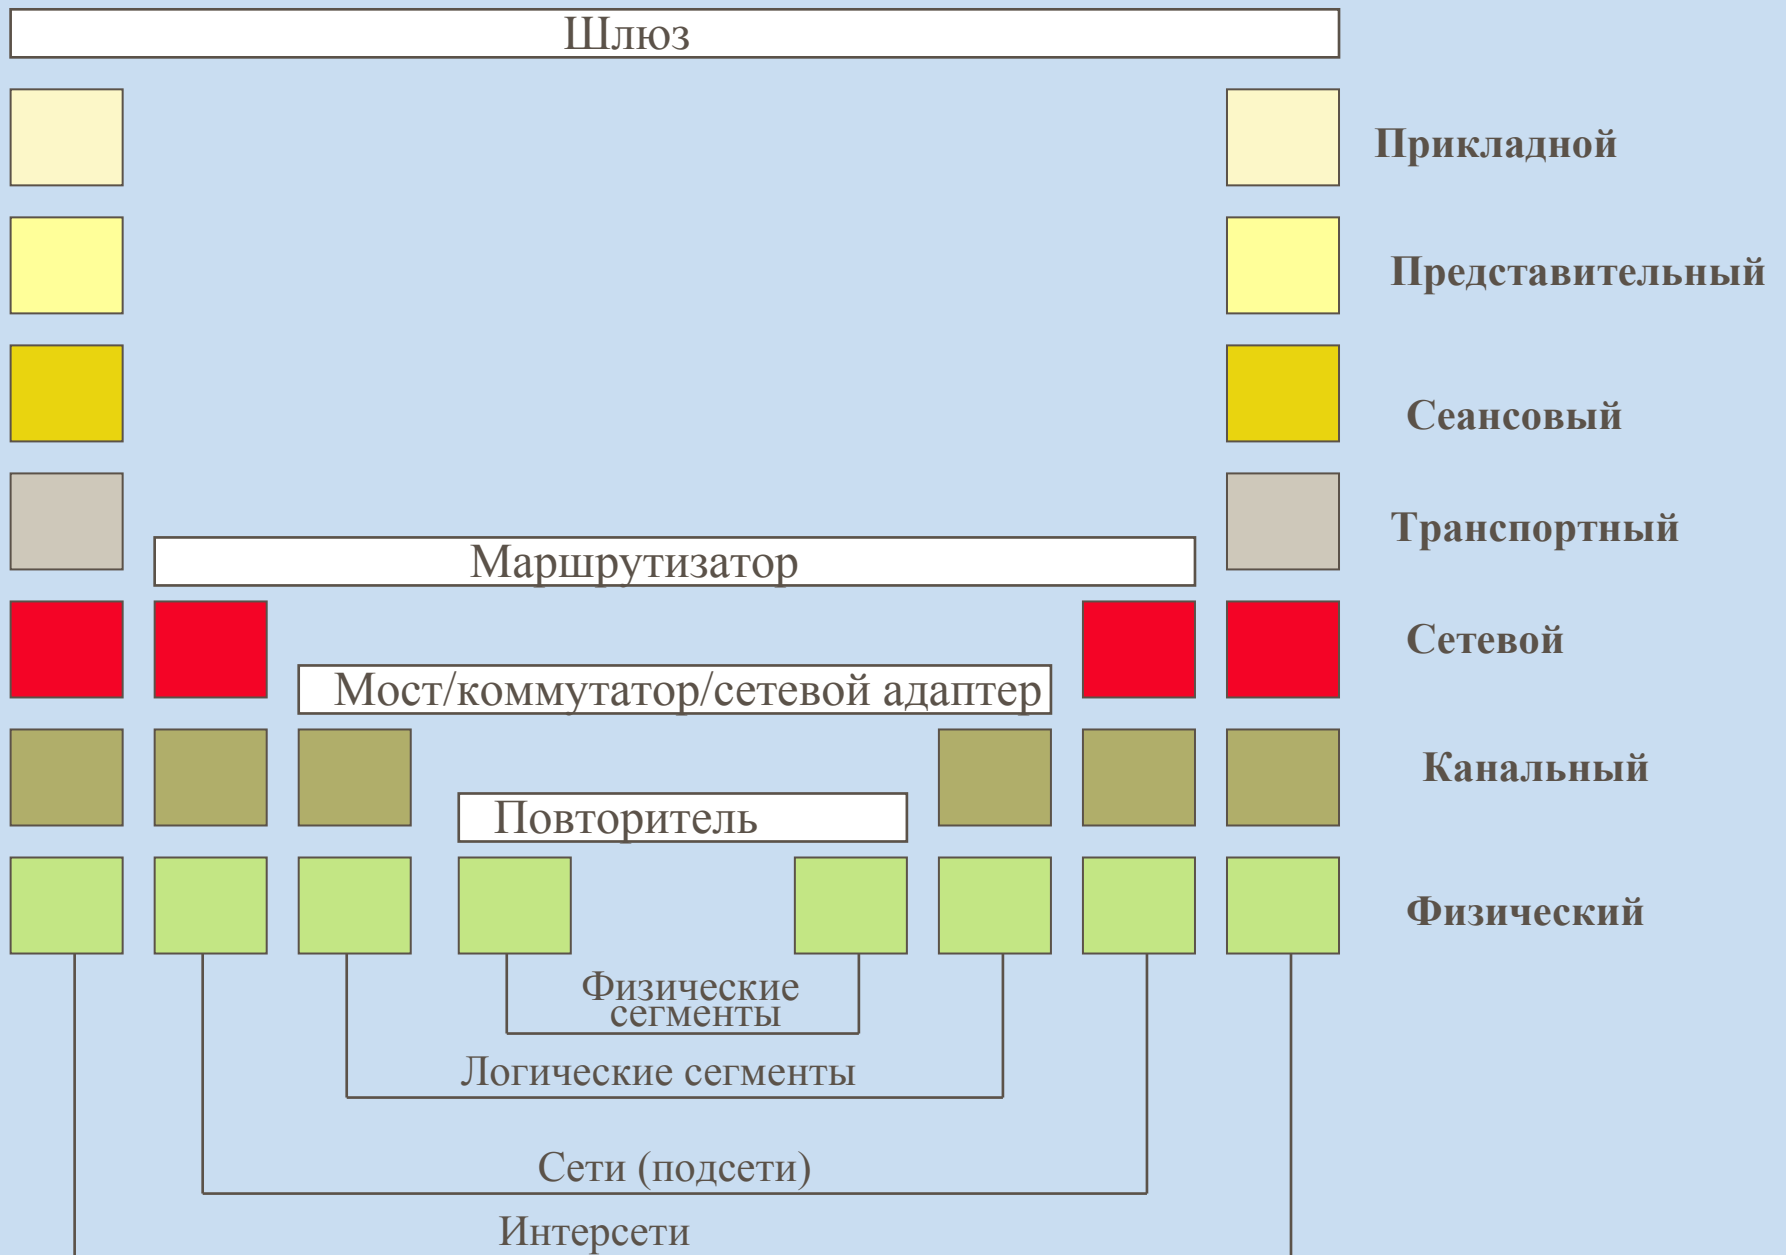 Шлюз
Прикладной
Представительный
Сеансовый
Транспортный
Маршрутизатор
Сетевой
Мост/коммутатор/сетевой адаптер
Канальный
Повторитель
Физический
Физические
сегменты
Логические сегменты
Сети (подсети)
Интерсети